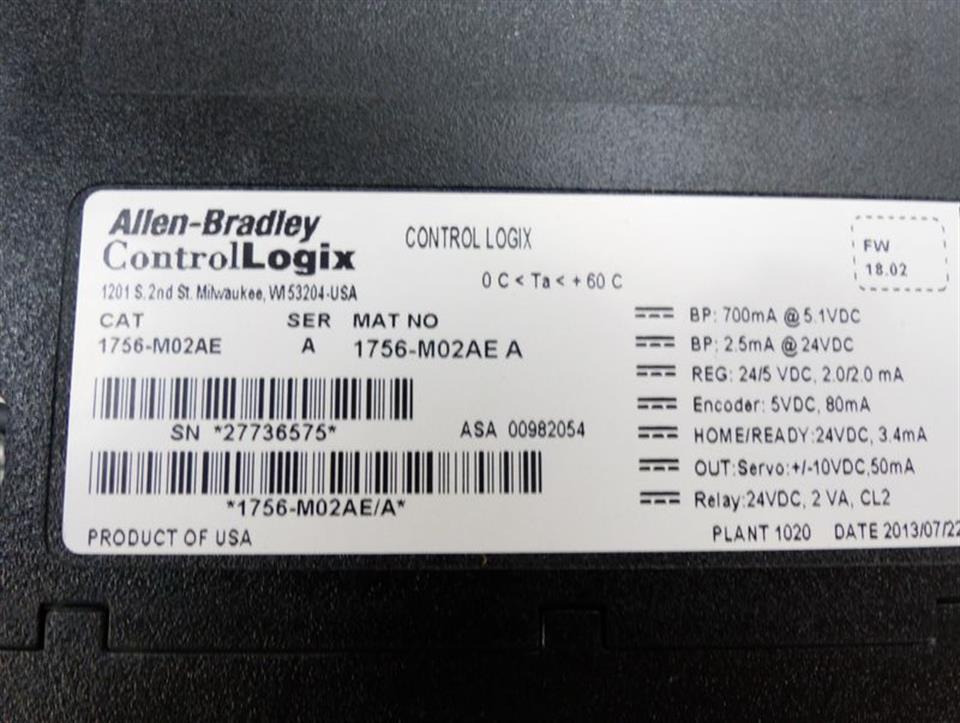 Allen-Bradley
ControlLogix
1201 S. 2nd St. Milwaukee, WI 53204-USA
CONTROL LOGIX
0 C < Ta < + 60 C
FW
18.02
CAT SER MAT NO
1756-M02AE A 1756-M02AE A
SN *27736575* ASA 00982054
*1756-M02AE/A*
PRODUCT OF USA
BP: 700mA @ 5.1VDC
BP: 2.5mA @ 24VDC
REG: 24/5 VDC, 2.0/2.0 mA
Encoder: 5VDC, 80mA
HOME/READY:24VDC, 3.4mA
OUT:Servo:+/-10VDC,50mA
Relay:24VDC, 2 VA, CL2
PLANT 1020 DATE 2013/07/22